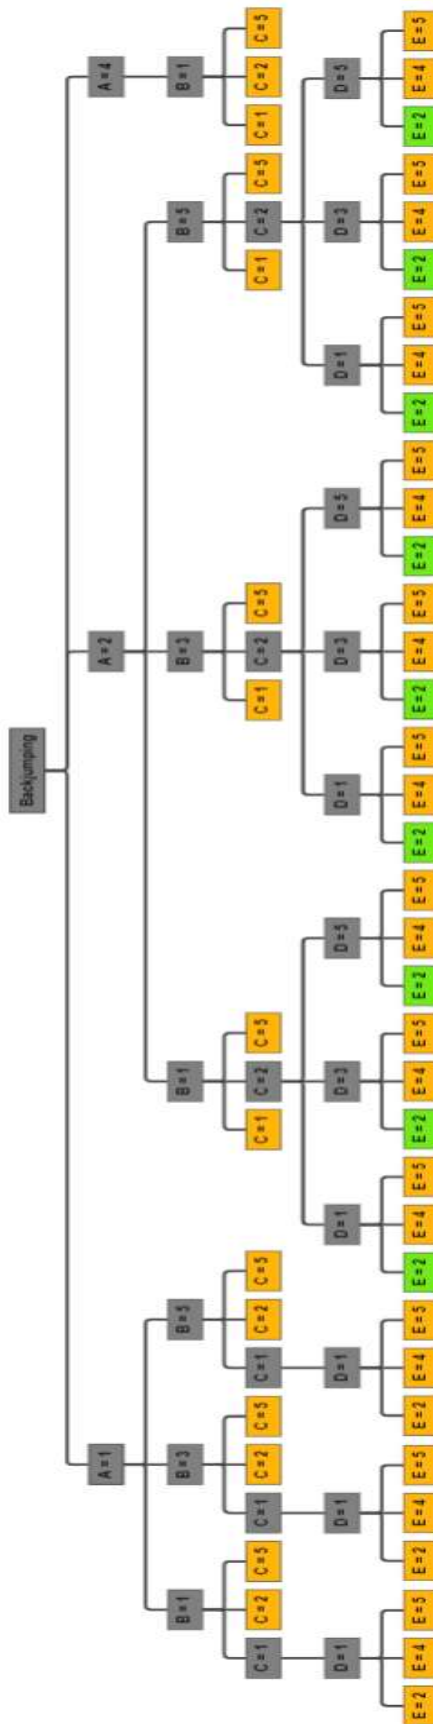 Backjumping
A = 1 A = 2 A = 4
B = 1 B = 3 B = 5 B = 1 B = 3 B = 5 B = 1
C = 1 C = 2 C = 5 C = 1 C = 2 C = 5 C = 1 C = 2 C = 5 C = 1 C = 2 C = 5 C = 1 C = 2 C = 5 C = 1 C = 2 C = 5 C = 1 C = 2 C = 5
D = 1 D = 1 D = 1 D = 1 D = 3 D = 5 D = 1 D = 3 D = 5 D = 1 D = 3 D = 5
E = 2 E = 4 E = 5 E = 2 E = 4 E = 5 E = 2 E = 4 E = 5 E = 2 E = 4 E = 5 E = 2 E = 4 E = 5 E = 2 E = 4 E = 5 E = 2 E = 4 E = 5 E = 2 E = 4 E = 5 E = 2 E = 4 E = 5 E = 2 E = 4 E = 5 E = 2 E = 4 E = 5 E = 2 E = 4 E = 5